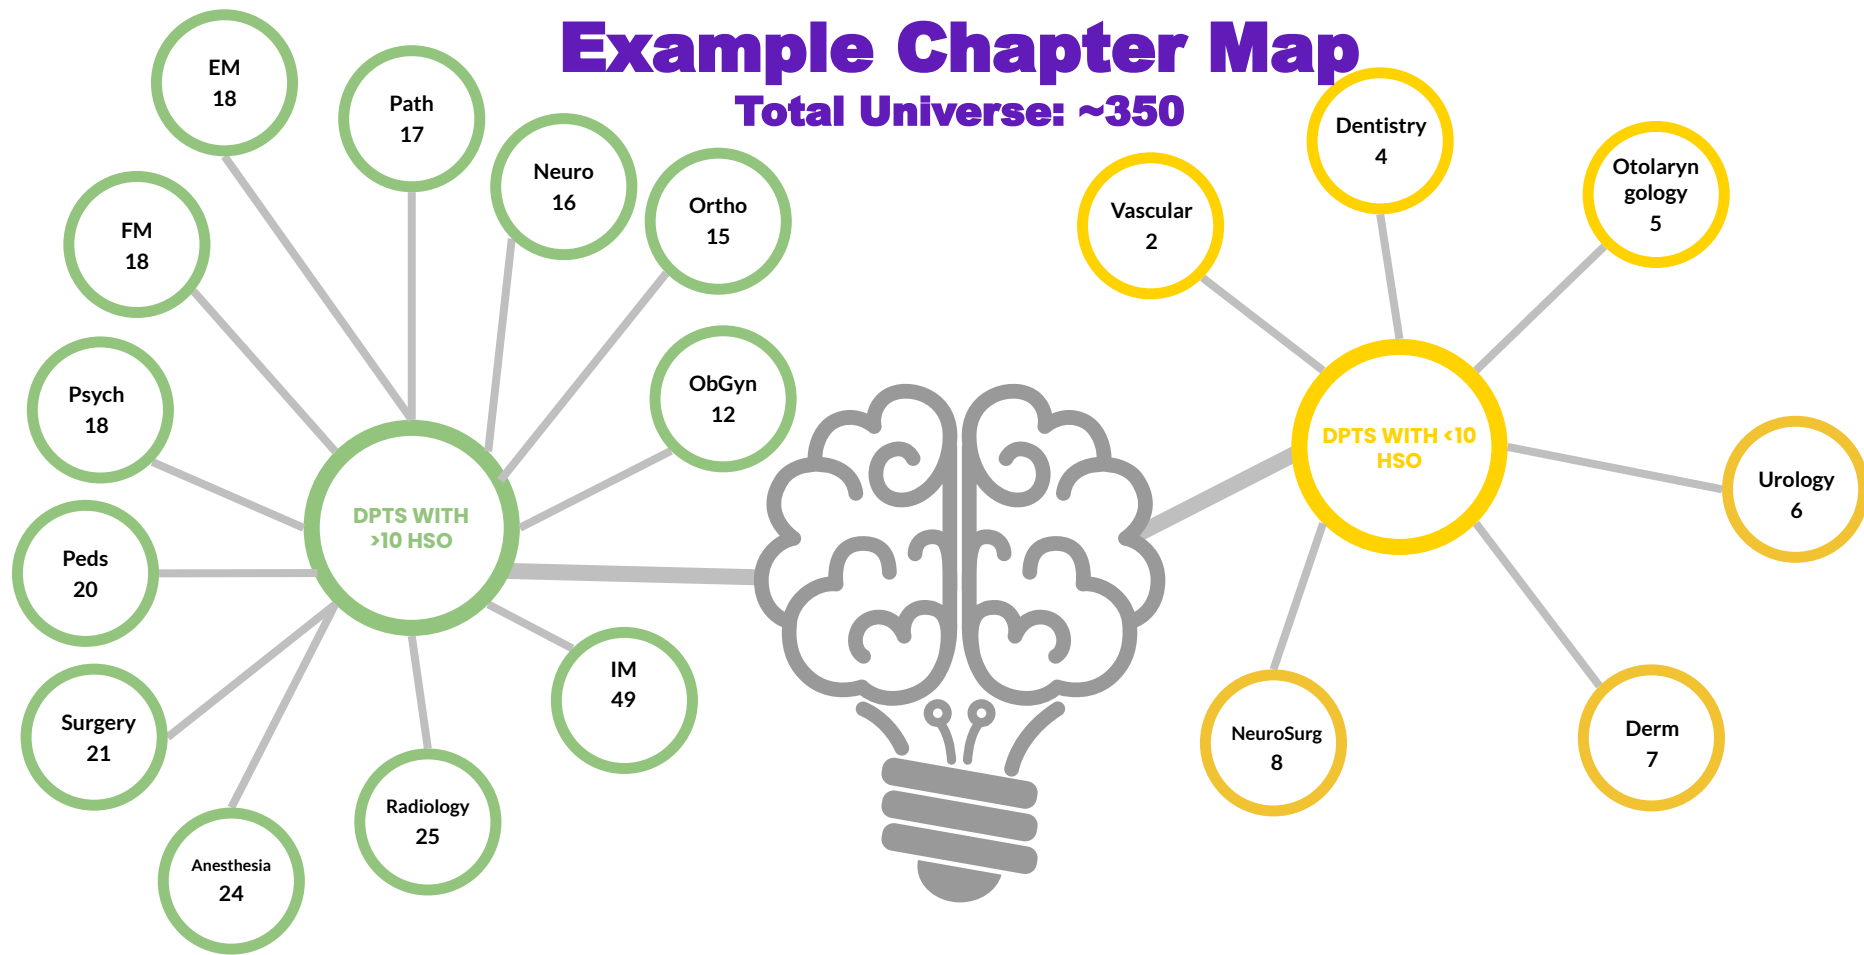 Example Chapter Map
Total Universe: ~350
EM
18
Path
17
Neuro
16
Ortho
15
FM
18
ObGyn
12
Psych
18
DPTS WITH
>10 HSO
Peds
20
Surgery
21
IM
49
Radiology
25
Anesthesia
24
Dentistry
4
Otolaryn
gology
5
Vascular
2
DPTS WITH <10
HSO
Urology
6
NeuroSurg
8
Derm
7